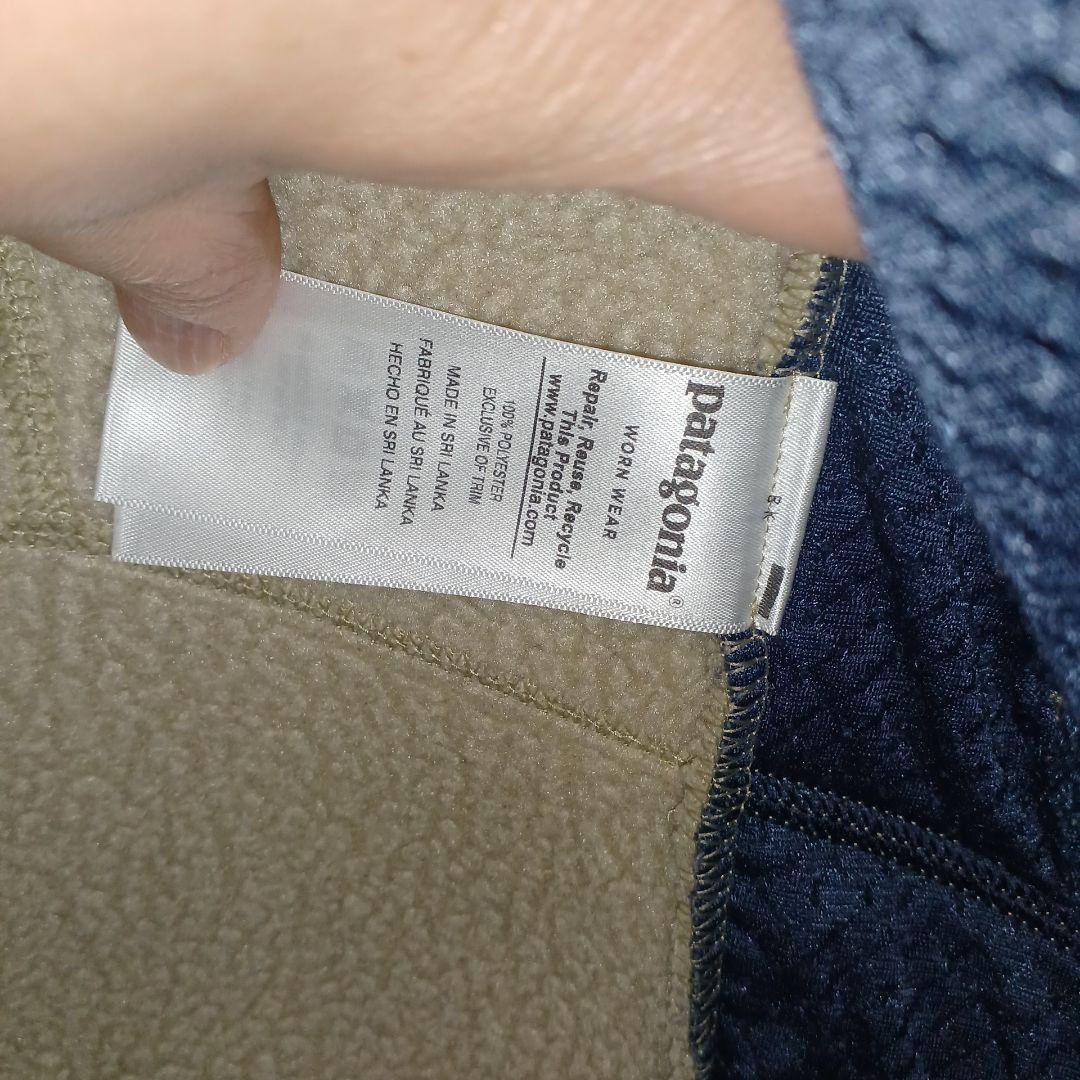 8 K
patagonia®
WORN WEAR
Repair, Reuse, Recycle
This Product
www.patagonia.com
100% POLYESTER
EXCLUSIVE OF TRIM
MADE IN SRI LANKA
FABRIQUÉ AU SRI LANKA
HECHO EN SRI LANKA